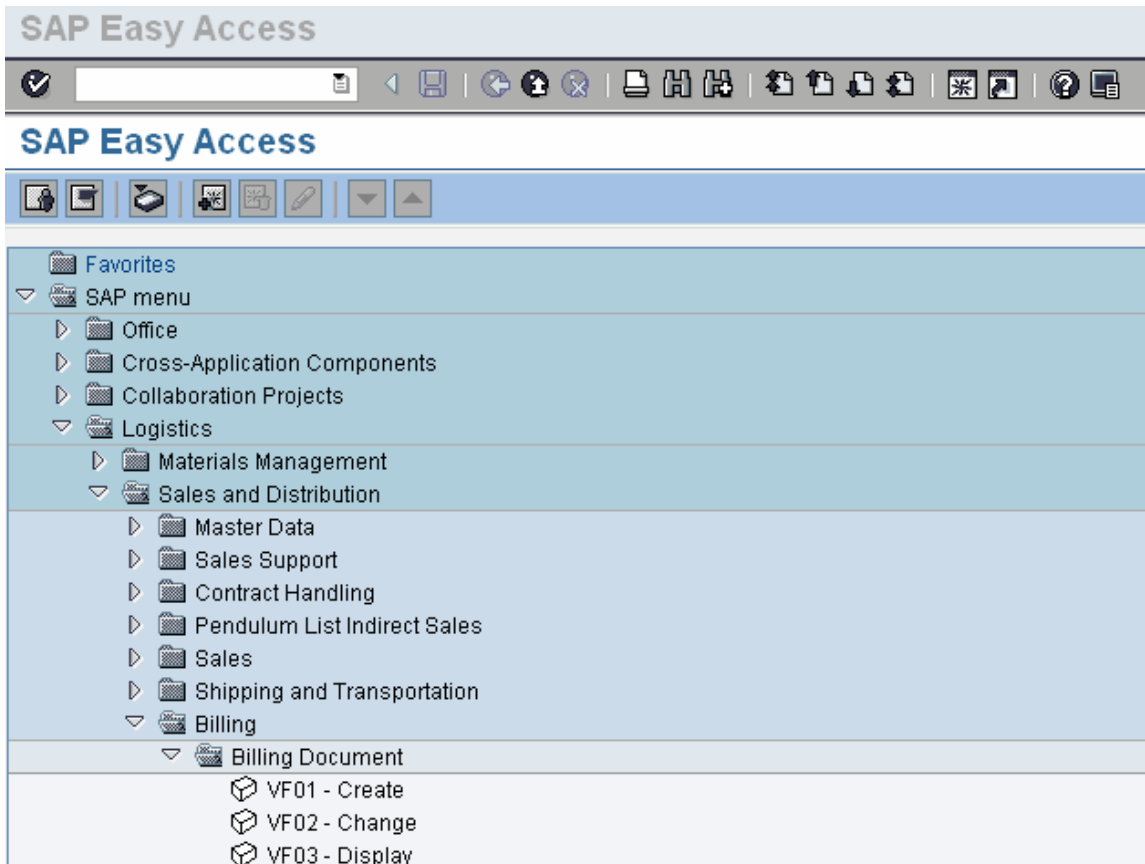 SAP Easy Access
SAP Easy Access
Favorites
SAP menu
Office
Cross-Application Components
Collaboration Projects
Logistics
Materials Management
Sales and Distribution
Master Data
Sales Support
Contract Handling
Pendulum List Indirect Sales
Sales
Shipping and Transportation
Billing
Billing Document
VF01 - Create
VF02 - Change
VF03 - Display